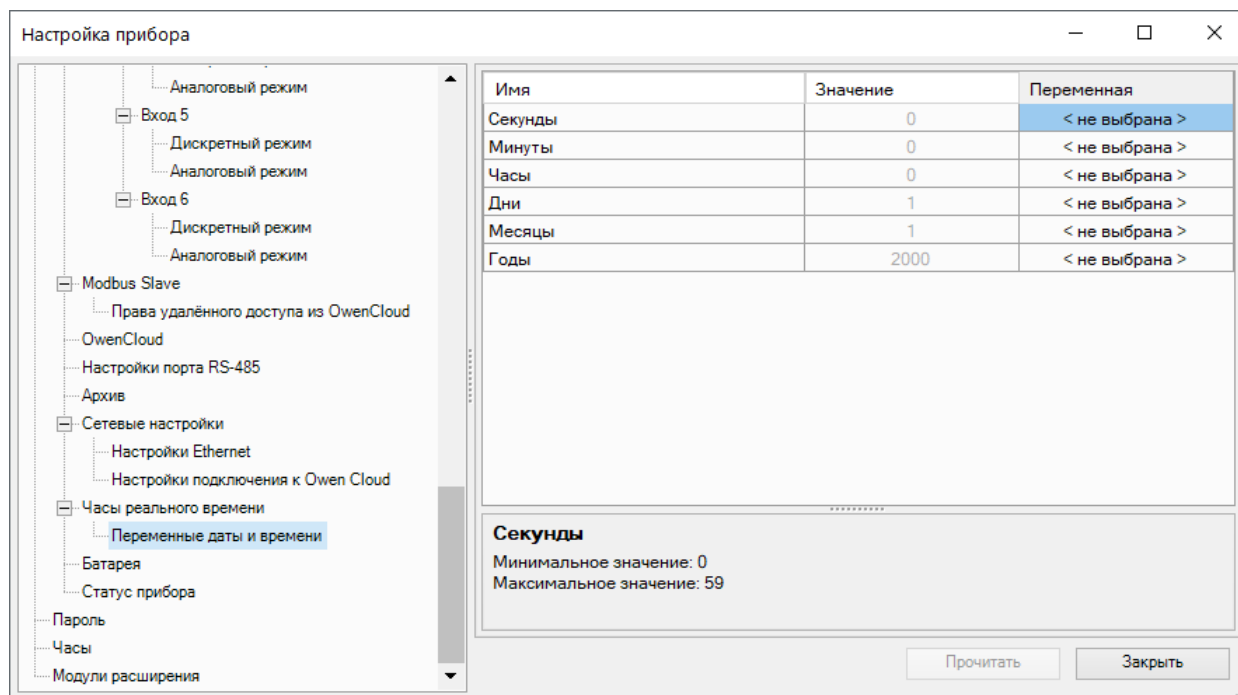 Настройка прибора
Аналоговый режим
Вход 5
Дискретный режим
Аналоговый режим
Вход 6
Дискретный режим
Аналоговый режим
Modbus Slave
Права удалённого доступа из OwenCloud
OwenCloud
Настройки порта RS-485
Архив
Сетевые настройки
Настройки Ethernet
Настройки подключения к Owen Cloud
Часы реального времени
Переменные даты и времени
Батарея
Статус прибора
Пароль
Часы
Модули расширения
Имя Значение Переменная
Секунды 0 < не выбрана >
Минуты 0 < не выбрана >
Часы 0 < не выбрана >
Дни 1 < не выбрана >
Месяцы 1 < не выбрана >
Годы 2000 < не выбрана >
Секунды
Минимальное значение: 0
Максимальное значение: 59
Прочитать Закрыть